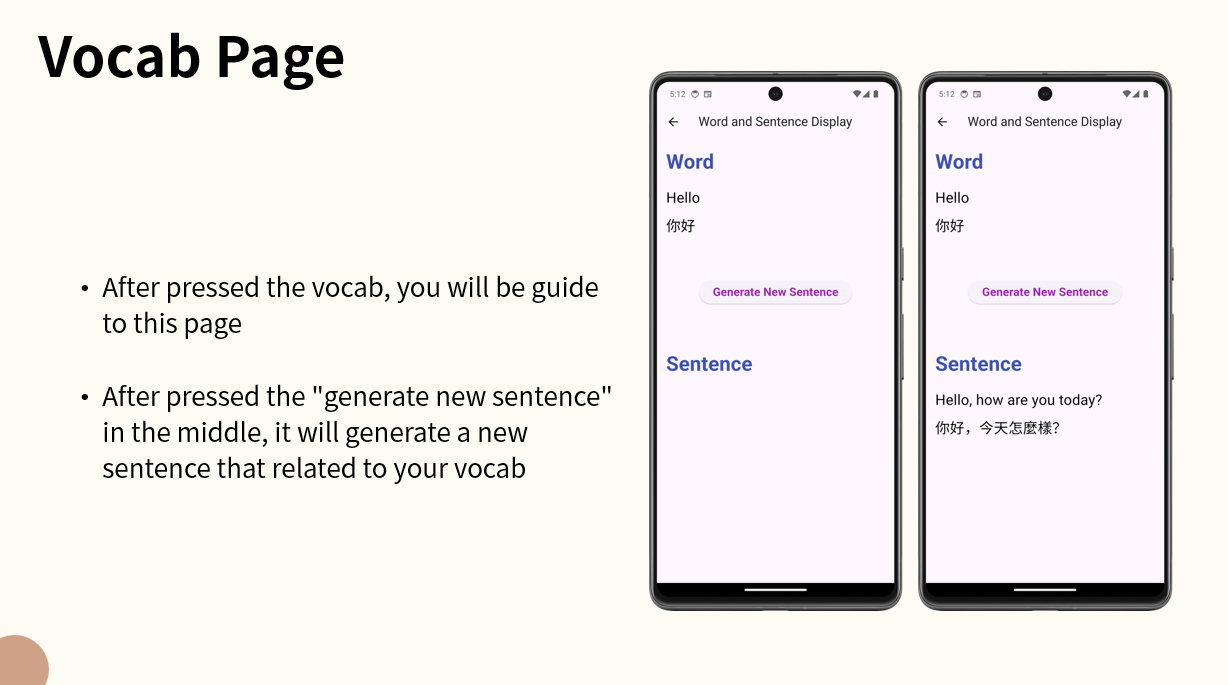 Vocab Page
• After pressed the vocab, you will be guide
to this page
• After pressed the "generate new sentence"
in the middle, it will generate a new
sentence that related to your vocab
5:12
Word and Sentence Display
Word
Hello
你好
Generate New Sentence
Sentence
5:12
Word and Sentence Display
Word
Hello
你好
Generate New Sentence
Sentence
Hello, how are you today?
你好，今天怎麼樣？